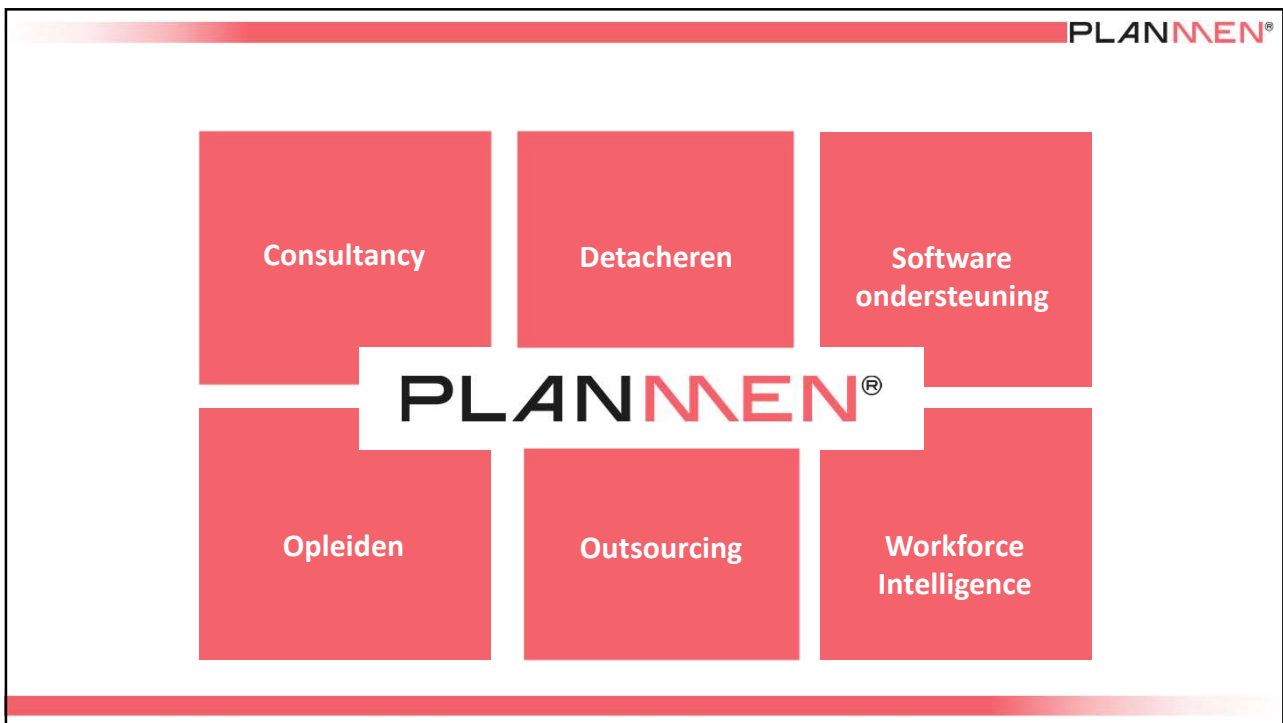 PLANMEN®
Consultancy
Detacheren
Software
ondersteuning
PLANMEN®
Opleiden
Outsourcing
Workforce
Intelligence